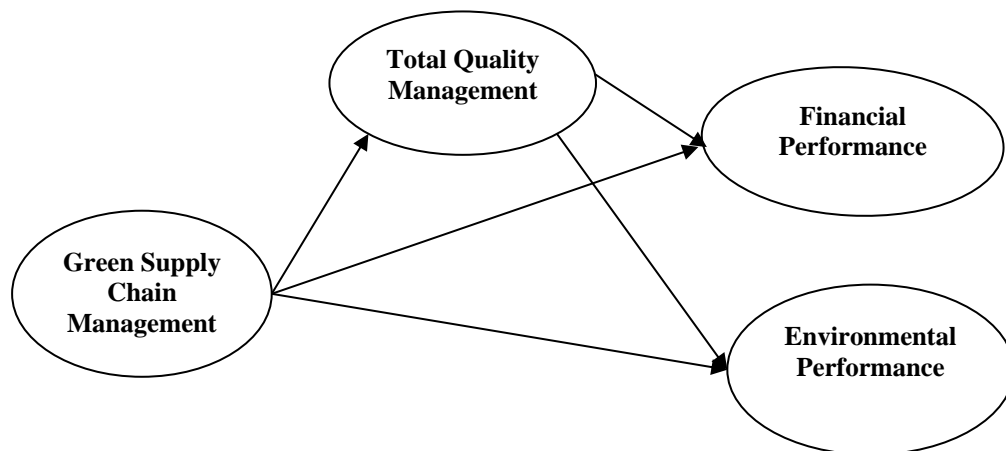 Total Quality
Management
Financial
Performance
Green Supply
Chain
Management
Environmental
Performance